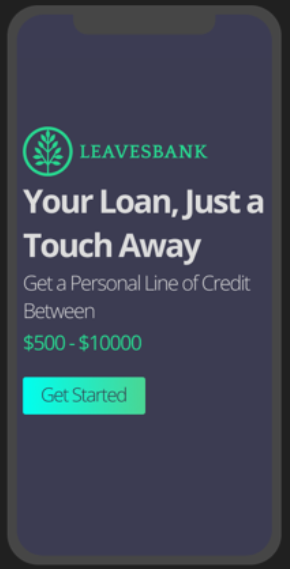 LEAVESBANK
Your Loan, Just a
Touch Away
Get a Personal Line of Credit
Between
$500 - $10000
Get Started